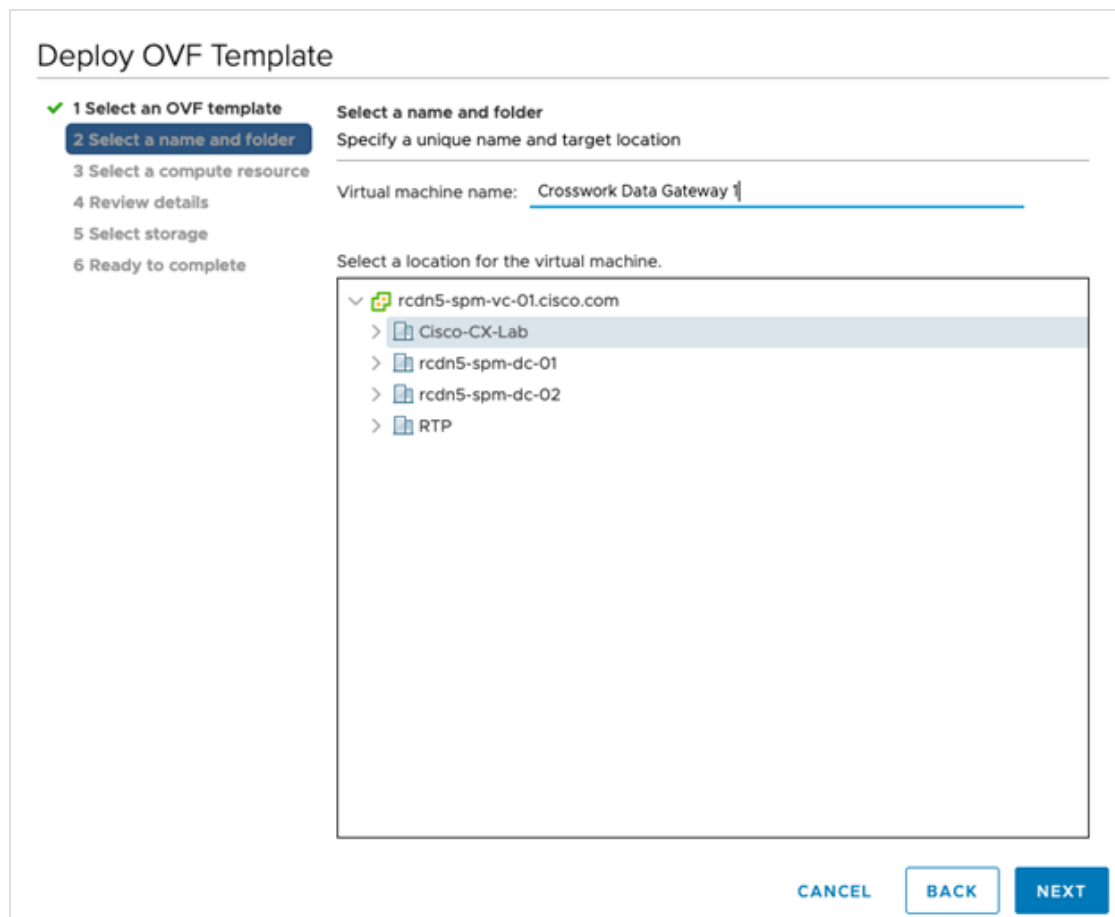 Deploy OVF Template
1 Select an OVF template
2 Select a name and folder
3 Select a compute resource
4 Review details
5 Select storage
6 Ready to complete
Select a name and folder
Specify a unique name and target location
Virtual machine name: Crosswork Data Gateway 1
Select a location for the virtual machine.
rcdn5-spm-vc-01.cisco.com
Cisco-CX-Lab
rcdn5-spm-dc-01
rcdn5-spm-dc-02
RTP
CANCEL BACK NEXT